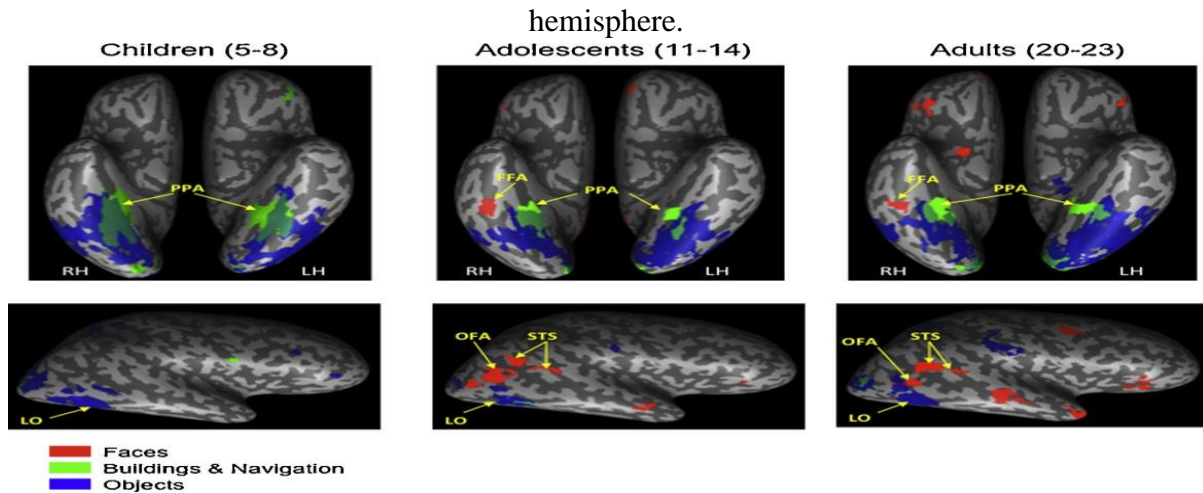 hemisphere.
Children (5-8)
Adolescents (11-14)
Adults (20-23)
PPA
RH
LH
FFA
PPA
RH
LH
FFA
PPA
RH
LH
LO
OFA
STS
LO
OFA
STS
LO
Faces
Buildings & Navigation
Objects